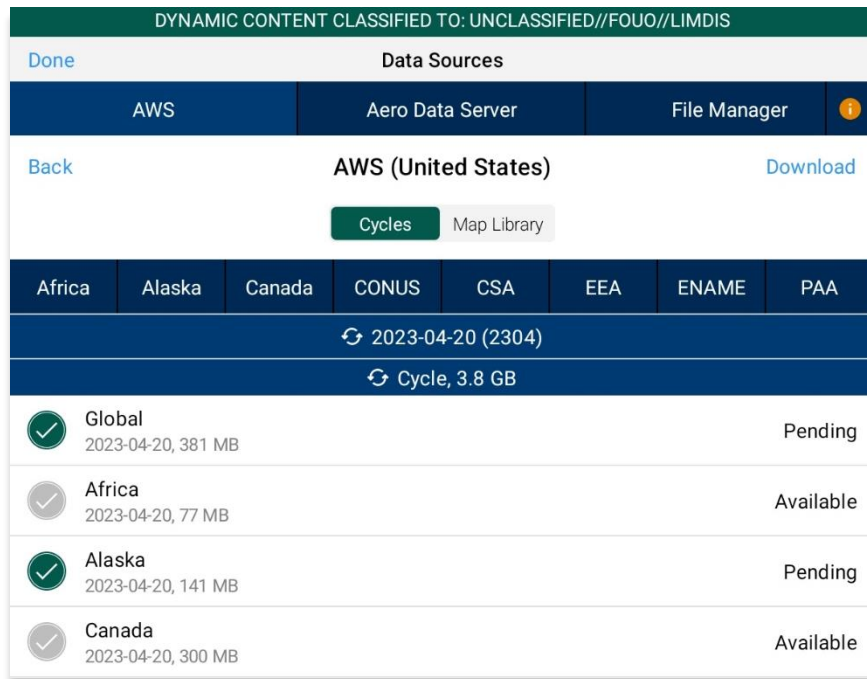 DYNAMIC CONTENT CLASSIFIED TO: UNCLASSIFIED//FOUO//LIMDIS
Done Data Sources
AWS Aero Data Server File Manager
Back AWS (United States) Download
Cycles Map Library
Africa Alaska Canada CONUS CSA EEA ENAME PAA
2023-04-20 (2304)
Cycle, 3.8 GB
Global
2023-04-20, 381 MB
Pending
Africa
2023-04-20, 77 MB
Available
Alaska
2023-04-20, 141 MB
Pending
Canada
2023-04-20, 300 MB
Available